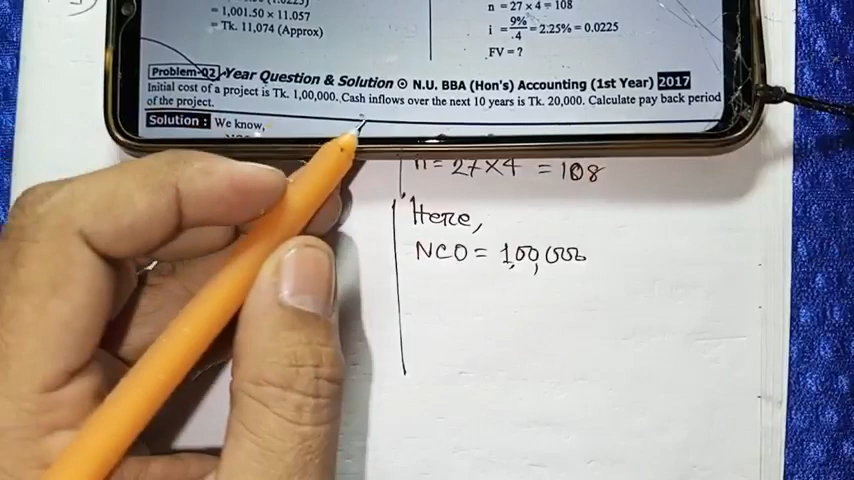 = 1,001.50 × 11.057
= Tk. 11,074 (Approx)
n = 27 × 4 = 108
i = 9%/.4 = 2.25% = 0.0225
FV = ?
Problem-02 Year Question & Solution ⊙ N.U. BBA (Hon's) Accounting (1st Year) 2017
Initial cost of a project is Tk. 1,00,000. Cash inflows over the next 10 years is Tk. 20,000. Calculate pay back period
of the project.
Solution : We know,
n = 27×4 = 108
Here,
NCO = 1,00,000